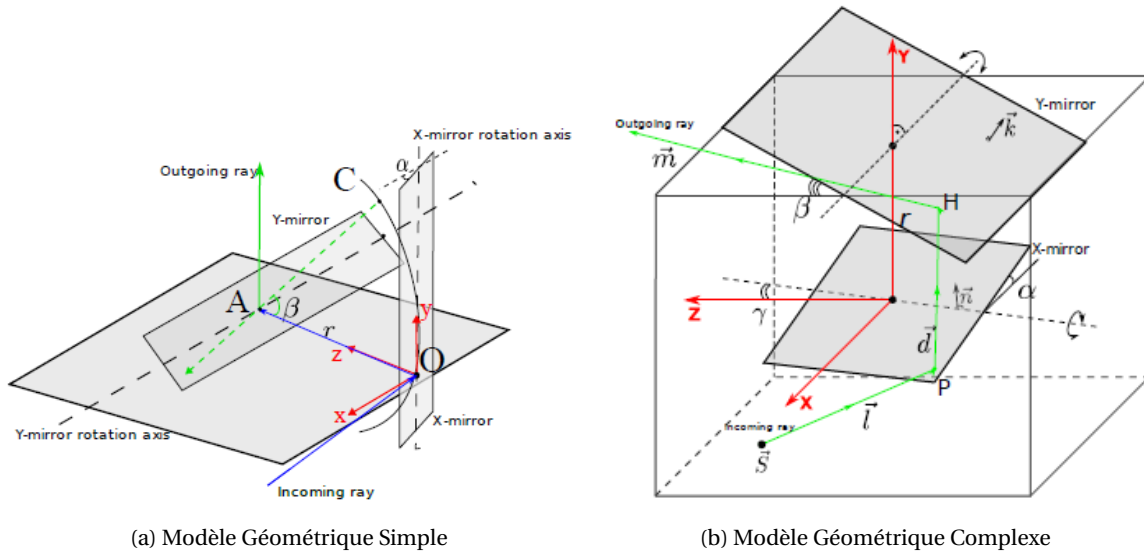 X-mirror rotation axis
α
Outgoing ray
C
Y-mirror
A
β
r
y
z
O
x
Y-mirror rotation axis
X-mirror
Incoming ray
(a) Modèle Géométrique Simple
Y
Y-mirror
k
Outgoing ray
m
β
H
r
X-mirror
n
α
Z
γ
d
X
P
Incoming ray
l
S
(b) Modèle Géométrique Complexe